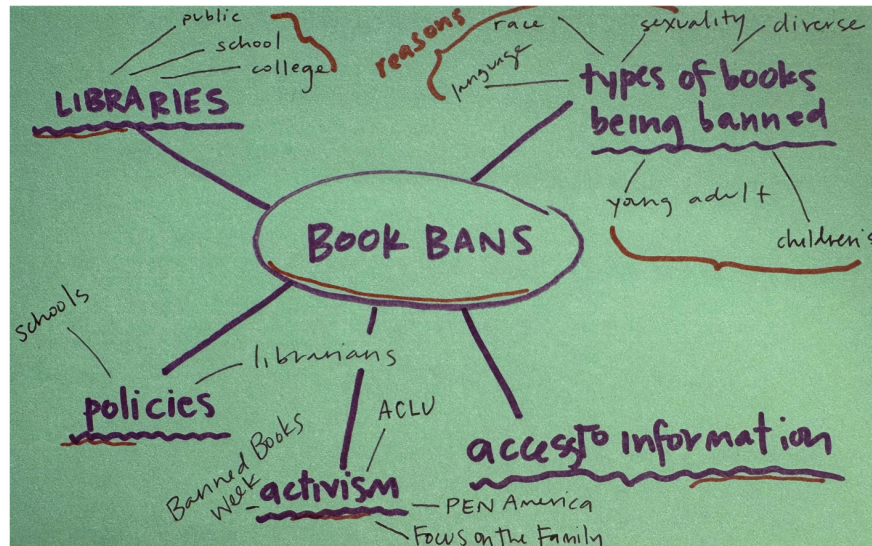 public
school
college
LIBRARIES
reasons
race
sexuality
diverse
language
types of books
being banned
young adult
children's
BOOK BANS
schools
librarians
policies
ACLU
Banned Books
Week
activism
PEN America
Focus on the Family
access to information